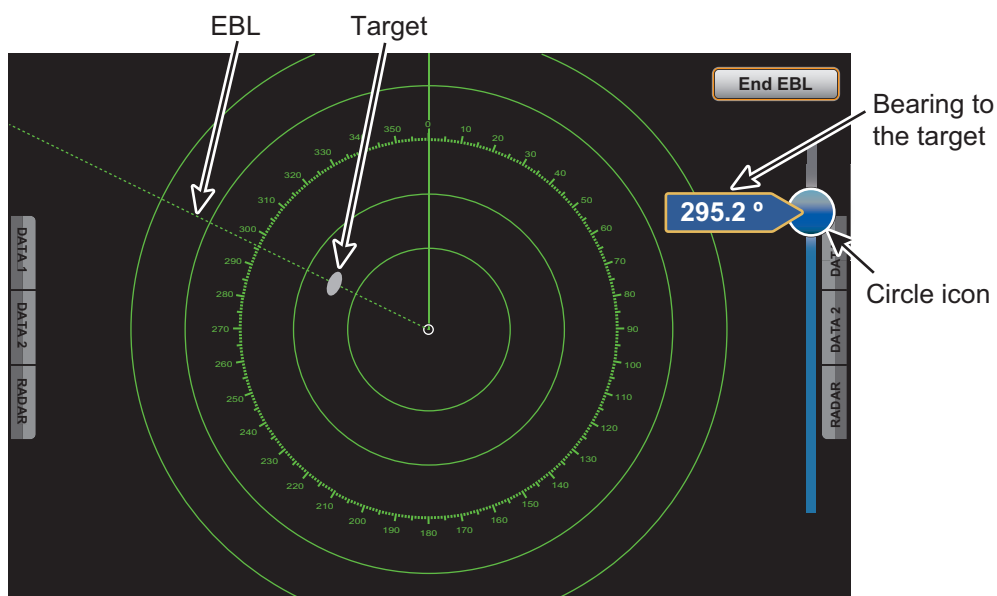 EBL
Target
End EBL
Bearing to
the target
295.2 º
Circle icon
0
10
20
30
40
50
60
70
80
90
100
110
120
130
140
150
160
170
180
190
200
210
220
230
240
250
260
270
280
290
300
310
320
330
34
350
DATA 1
DATA 2
RADAR
DAT
DATA 2
RADAR